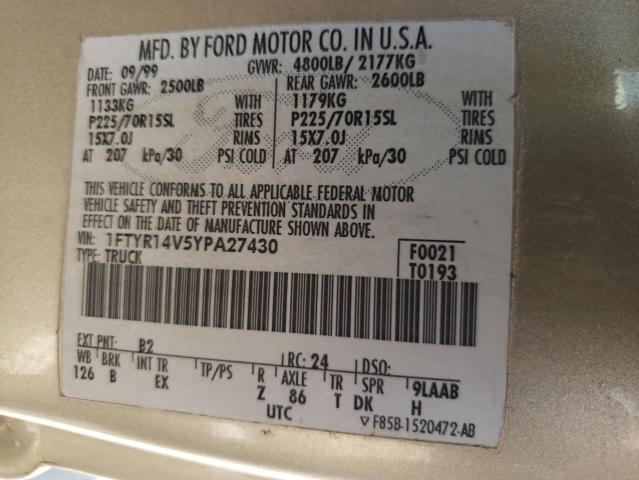 MFD. BY FORD MOTOR CO. IN U.S.A.
DATE: 09/99 GVWR: 4800LB/ 2177KG
FRONT GAWR: 2500LB REAR GAWR: 2600LB
1133KG WITH 1179KG WITH
P225/70R15SL TIRES P225/70R15SL TIRES
15X7.0J RIMS 15X7.0J RIMS
AT 207 kPa/30 PSI COLD AT 207 kPa/30 PSI COLD
THIS VEHICLE CONFORMS TO ALL APPLICABLE FEDERAL MOTOR
VEHICLE SAFETY AND THEFT PREVENTION STANDARDS IN
EFFECT ON THE DATE OF MANUFACTURE SHOWN ABOVE.
VIN: 1FTYR14V5YPA27430 F0021
TYPE: TRUCK T0193
EXT PNT: B2 RC: 24 DSO:
WB BRK INT TR TP/PS R AXLE TR SPR 9LAAB
126 B EX Z 86 T DK H
UTC ▽ F85B-1520472-AB